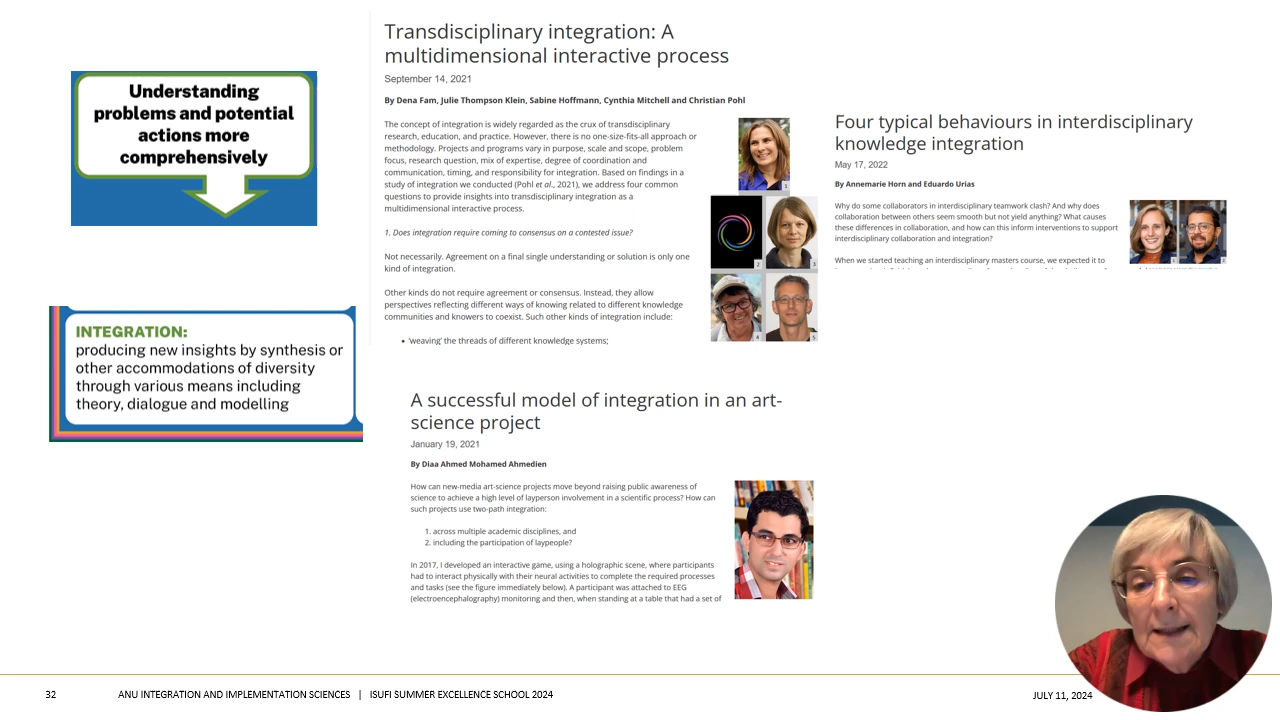 Understanding
problems and potential
actions more
comprehensively
INTEGRATION:
producing new insights by synthesis or
other accommodations of diversity
through various means including
theory, dialogue and modelling
Transdisciplinary integration: A
multidimensional interactive process
September 14, 2021
By Dena Fam, Julie Thompson Klein, Sabine Hoffmann, Cynthia Mitchell and Christian Pohl
The concept of integration is widely regarded as the crux of transdisciplinary
research, education, and practice. However, there is no one-size-fits-all approach or
methodology. Projects and programs vary in purpose, scale and scope, problem
focus, research question, mix of expertise, degree of coordination and
communication, timing, and responsibility for integration. Based on findings in a
study of integration we conducted (Pohl et al., 2021), we address four common
questions to provide insights into transdisciplinary integration as a
multidimensional interactive process.
1. Does integration require coming to consensus on a contested issue?
Not necessarily. Agreement on a final single understanding or solution is only one
kind of integration.
Other kinds do not require agreement or consensus. Instead, they allow
perspectives reflecting different ways of knowing related to different knowledge
communities and knowers to coexist. Such other kinds of integration include:
• 'weaving' the threads of different knowledge systems;
1
2
3
4
5
Four typical behaviours in interdisciplinary
knowledge integration
May 17, 2022
By Annemarie Horn and Eduardo Urias
Why do some collaborators in interdisciplinary teamwork clash? And why does
collaboration between others seem smooth but not yield anything? What causes
these differences in collaboration, and how can this inform interventions to support
interdisciplinary collaboration and integration?
When we started teaching an interdisciplinary masters course, we expected it to
A successful model of integration in an art-
science project
January 19, 2021
By Diaa Ahmed Mohamed Ahmedien
How can new-media art-science projects move beyond raising public awareness of
science to achieve a high level of layperson involvement in a scientific process? How can
such projects use two-path integration:
1. across multiple academic disciplines, and
2. including the participation of laypeople?
In 2017, I developed an interactive game, using a holographic scene, where participants
had to interact physically with their neural activities to complete the required processes
and tasks (see the figure immediately below). A participant was attached to EEG
(electroencephalography) monitoring and then, when standing at a table that had a set of
32 ANU INTEGRATION AND IMPLEMENTATION SCIENCES | ISUFI SUMMER EXCELLENCE SCHOOL 2024 JULY 11, 2024